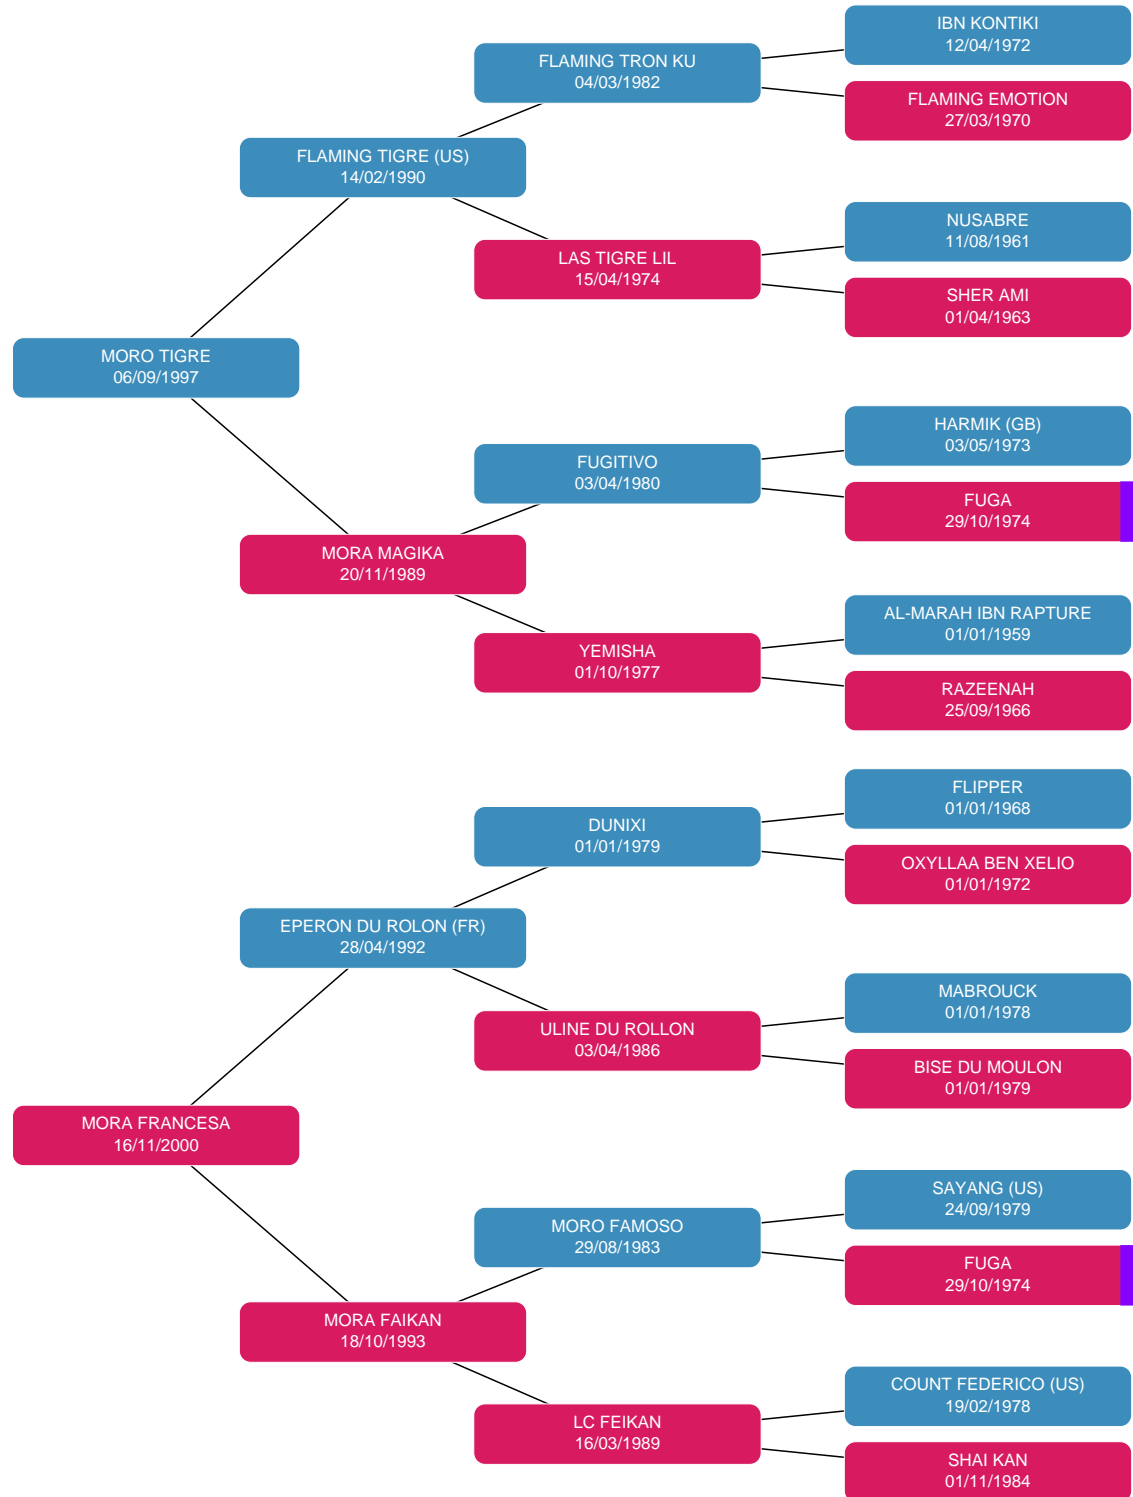 IBN KONTIKI
12/04/1972
FLAMING TRON KU
04/03/1982
FLAMING EMOTION
27/03/1970
FLAMING TIGRE (US)
14/02/1990
NUSABRE
11/08/1961
LAS TIGRE LIL
15/04/1974
SHER AMI
01/04/1963
MORO TIGRE
06/09/1997
HARMIK (GB)
03/05/1973
FUGITIVO
03/04/1980
FUGA
29/10/1974
MORA MAGIKA
20/11/1989
AL-MARAH IBN RAPTURE
01/01/1959
YEMISHA
01/10/1977
RAZEENAH
25/09/1966
FLIPPER
01/01/1968
DUNIXI
01/01/1979
OXYLLAA BEN XELIO
01/01/1972
EPERON DU ROLON (FR)
28/04/1992
MABROUCK
01/01/1978
ULINE DU ROLLON
03/04/1986
BISE DU MOULON
01/01/1979
MORA FRANCESA
16/11/2000
SAYANG (US)
24/09/1979
MORO FAMOSO
29/08/1983
FUGA
29/10/1974
MORA FAIKAN
18/10/1993
COUNT FEDERICO (US)
19/02/1978
LC FEIKAN
16/03/1989
SHAI KAN
01/11/1984